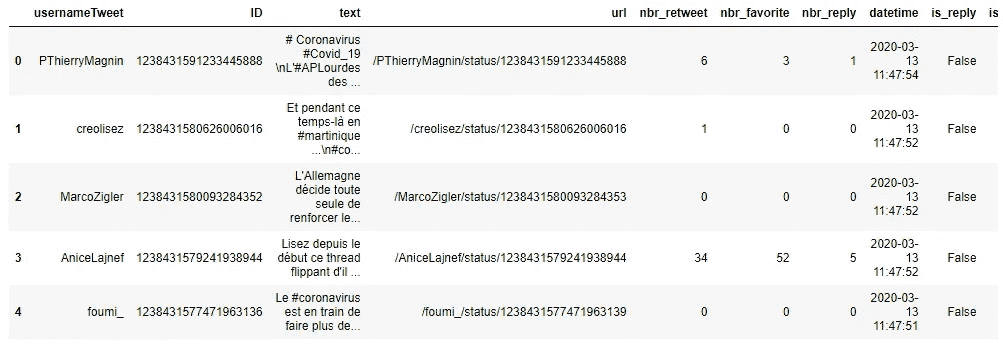 usernameTweet ID text url nbr_retweet nbr_favorite nbr_reply datetime is_reply is
0 PThierryMagnin 1238431591233445888
# Coronavirus
#Covid_19
\nL'#APLourdes
des ...
/PThierryMagnin/status/1238431591233445888 6 3 1
2020-03-
13
11:47:54
False
1 creolisez 1238431580626006016
Et pendant ce
temps-là en
#martinique
...\n#co...
/creolisez/status/1238431580626006016 1 0 0
2020-03-
13
11:47:52
False
2 MarcoZigler 1238431580093284352
L'Allemagne
décide toute
seule de
renforcer le...
/MarcoZigler/status/1238431580093284352 0 0 0
2020-03-
13
11:47:52
False
3 AniceLajnef 1238431579241938944
Lisez depuis le
début ce thread
flippant d'il ...
/AniceLajnef/status/1238431579241938944 34 52 5
2020-03-
13
11:47:52
False
4 foumi_ 1238431577471963136
Le #coronavirus
est en train de
faire plus de...
/foumi_/status/1238431577471963139 0 0 0
2020-03-
13
11:47:51
False